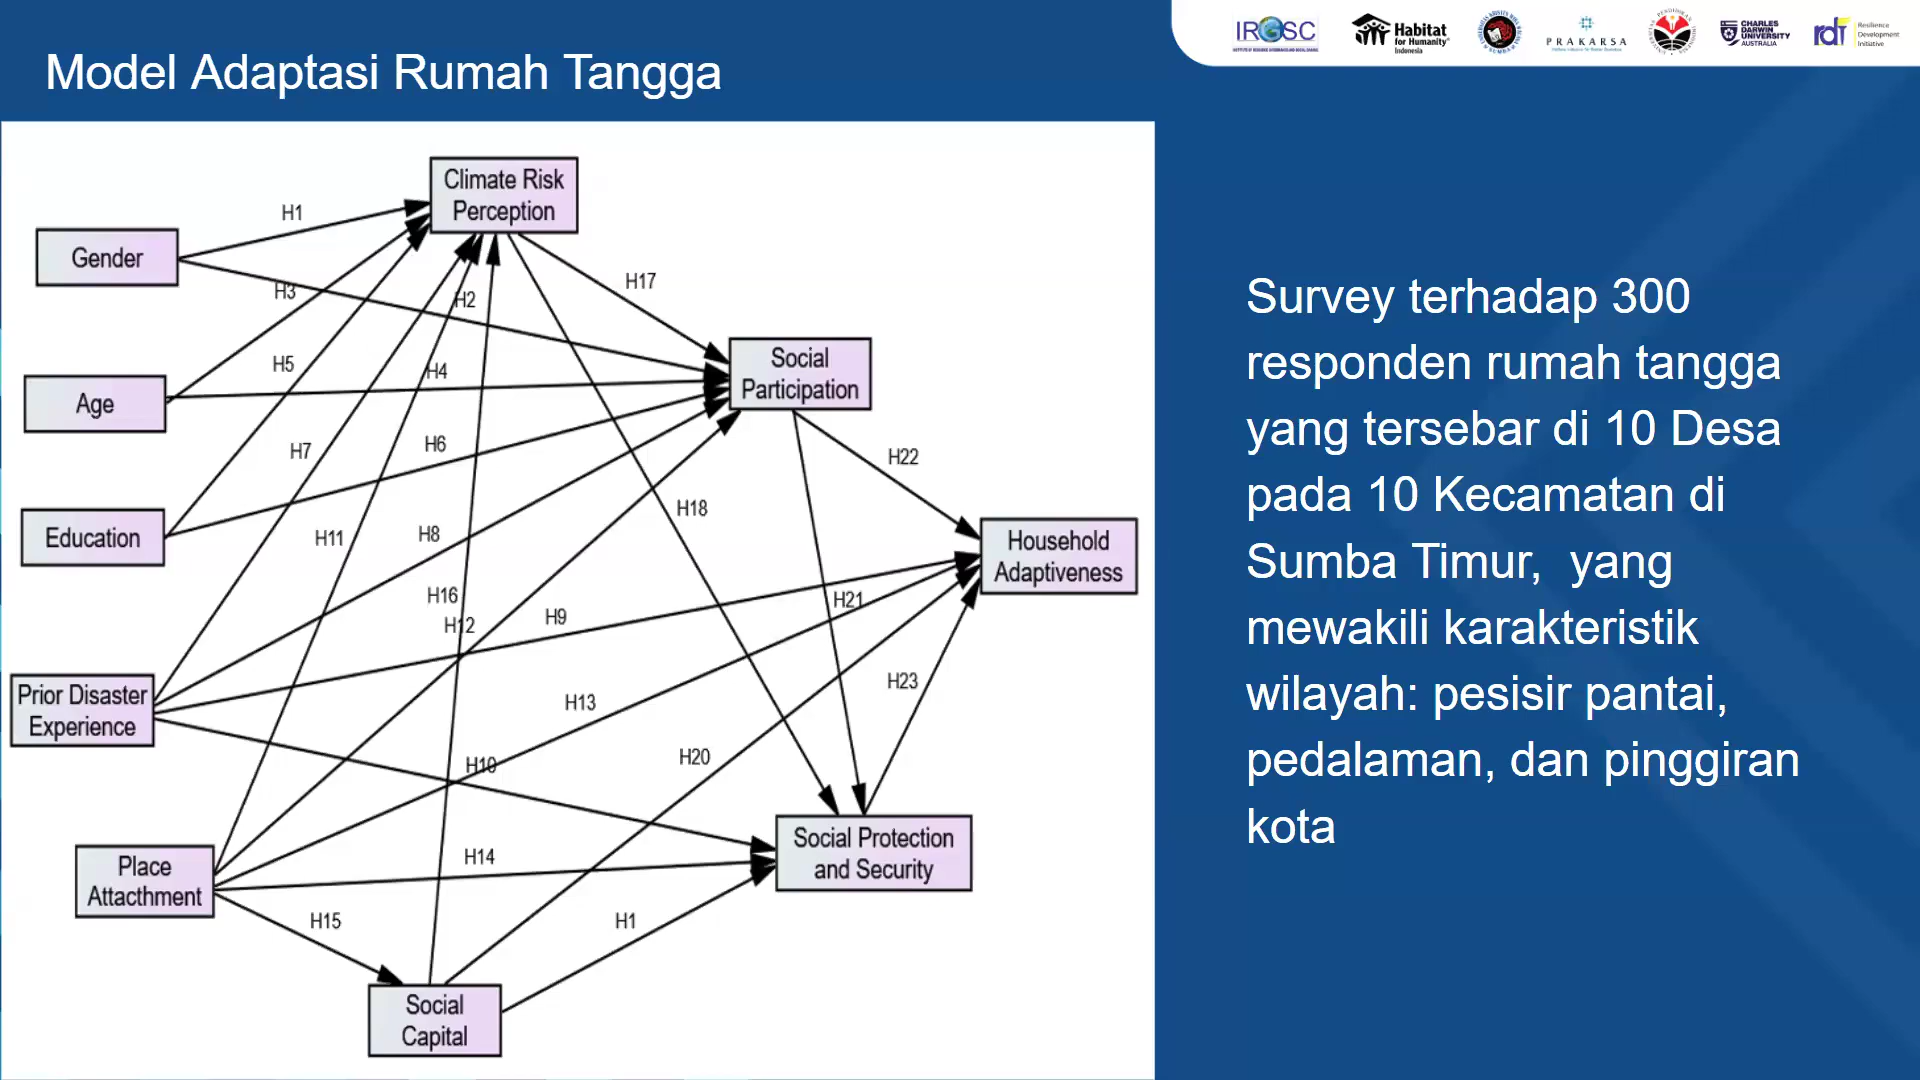 Model Adaptasi Rumah Tangga
IROSC
Habitat
for Humanity
Indonesia
PRAKARSA
CHARLES
DARWIN
UNIVERSITY
AUSTRALIA
rdi
Resilience
Development
Initiative
Climate Risk
Perception
H1
Gender
H17
H3
H2
Social
Participation
H5
H4
Age
H7
H6
H22
H18
Education
H11
H8
Household
Adaptiveness
H16
H21
H12
H9
Prior Disaster
Experience
H23
H13
H20
H10
Social Protection
and Security
Place
Attacthment
H14
H15
H1
Social
Capital
Survey terhadap 300
responden rumah tangga
yang tersebar di 10 Desa
pada 10 Kecamatan di
Sumba Timur,  yang
mewakili karakteristik
wilayah: pesisir pantai,
pedalaman, dan pinggiran
kota